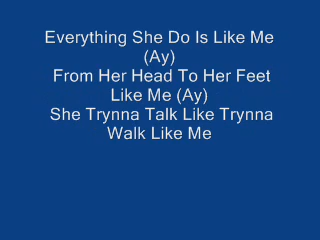 Everything She Do Is Like Me
(Ay)
From Her Head To Her Feet
Like Me (Ay)
She Trynna Talk Like Trynna
Walk Like Me